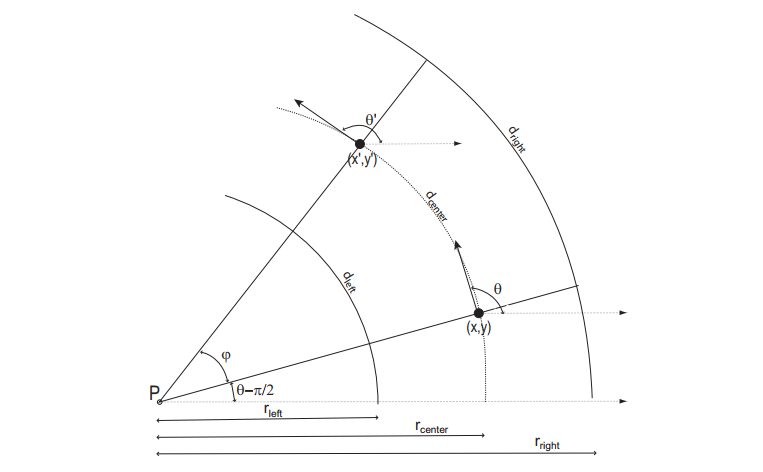 θ'
(x',y')
d_right
d_center
d_left
θ
(x,y)
φ
P
θ−π/2
r_left
r_center
r_right